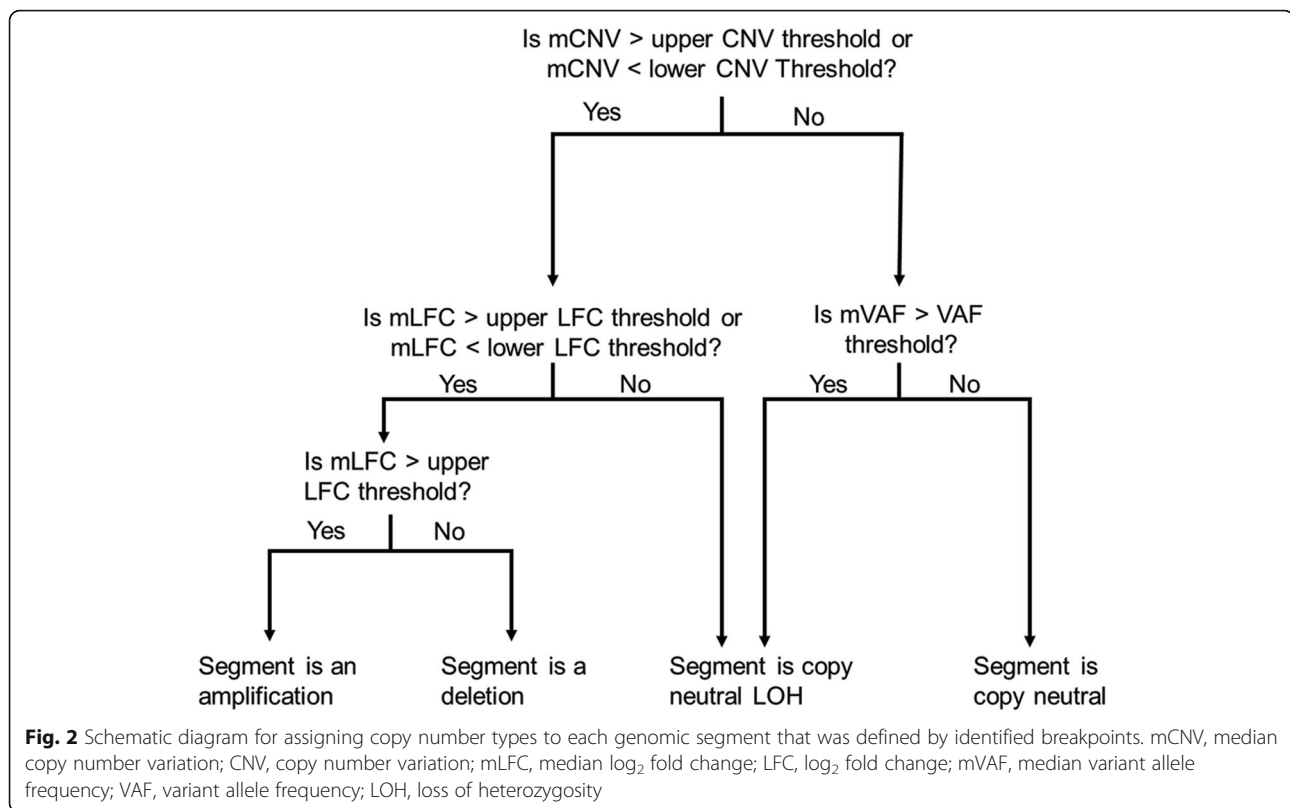 Is mCNV > upper CNV threshold or
mCNV < lower CNV Threshold?
Yes
No
Is mLFC > upper LFC threshold or
mLFC < lower LFC threshold?
Is mVAF > VAF
threshold?
Yes
No
Yes
No
Is mLFC > upper
LFC threshold?
Yes
No
Segment is an
amplification
Segment is a
deletion
Segment is copy
neutral LOH
Segment is
copy neutral
Fig. 2 Schematic diagram for assigning copy number types to each genomic segment that was defined by identified breakpoints. mCNV, median
copy number variation; CNV, copy number variation; mLFC, median log₂ fold change; LFC, log₂ fold change; mVAF, median variant allele
frequency; VAF, variant allele frequency; LOH, loss of heterozygosity